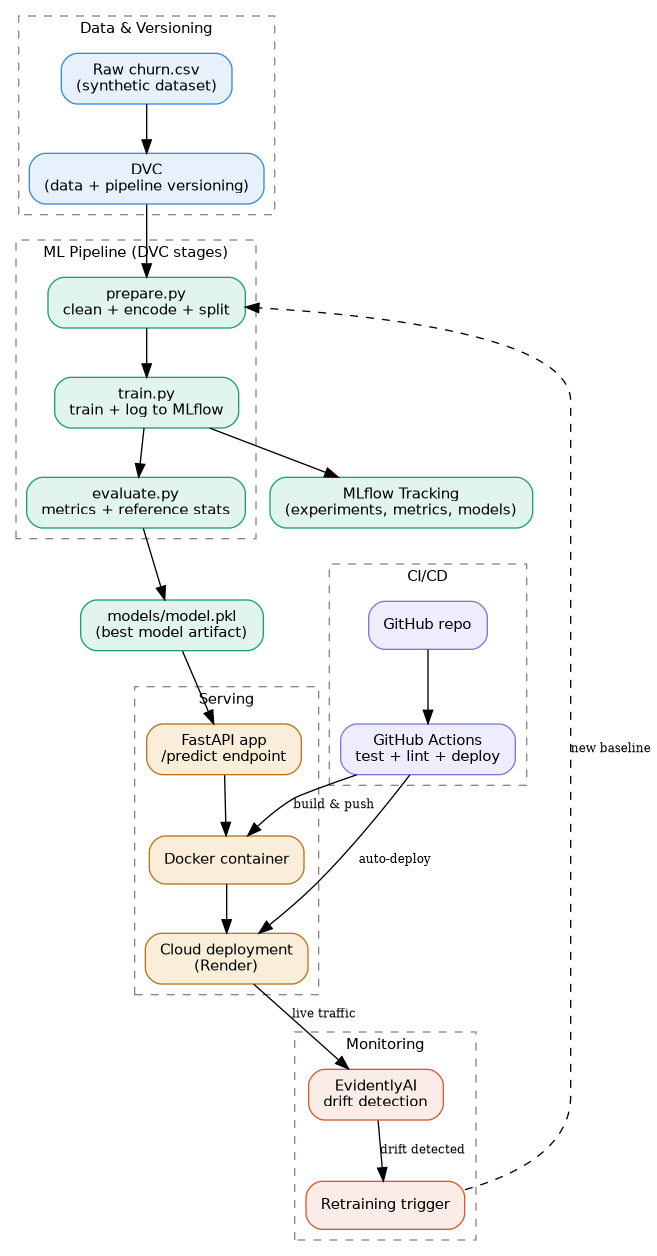 Data & Versioning
Raw churn.csv
(synthetic dataset)
DVC
(data + pipeline versioning)
ML Pipeline (DVC stages)
prepare.py
clean + encode + split
train.py
train + log to MLflow
evaluate.py
metrics + reference stats
MLflow Tracking
(experiments, metrics, models)
CI/CD
GitHub repo
models/model.pkl
(best model artifact)
Serving
FastAPI app
/predict endpoint
GitHub Actions
test + lint + deploy
new baseline
build & push
Docker container
auto-deploy
Cloud deployment
(Render)
live traffic
Monitoring
EvidentlyAI
drift detection
drift detected
Retraining trigger